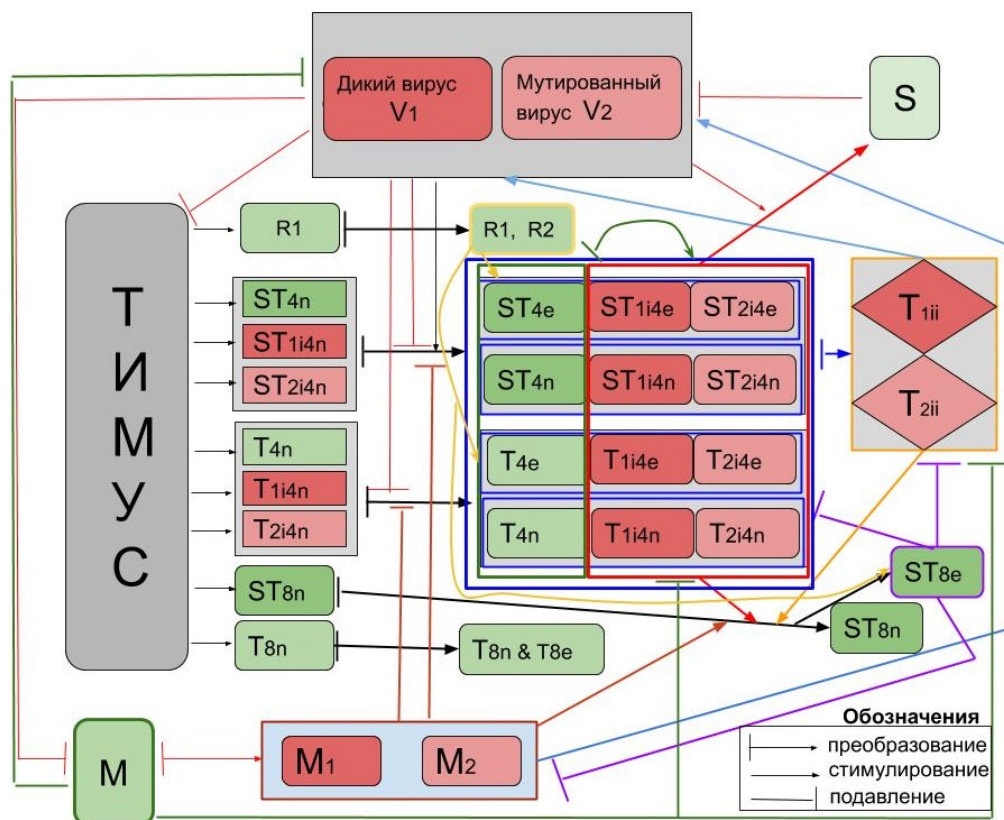 Дикий вирус
V1
Мутированный
вирус V2
S
R1
R1, R2
Т
И
М
У
С
ST4n
ST1i4n
ST2i4n
T4n
T1i4n
T2i4n
ST8n
T8n
ST4e
ST1i4e
ST2i4e
ST4n
ST1i4n
ST2i4n
T4e
T1i4e
T2i4e
T4n
T1i4n
T2i4n
T1ii
T2ii
ST8e
ST8n
T8n & T8e
M
M1
M2
Обозначения
преобразование
стимулирование
подавление